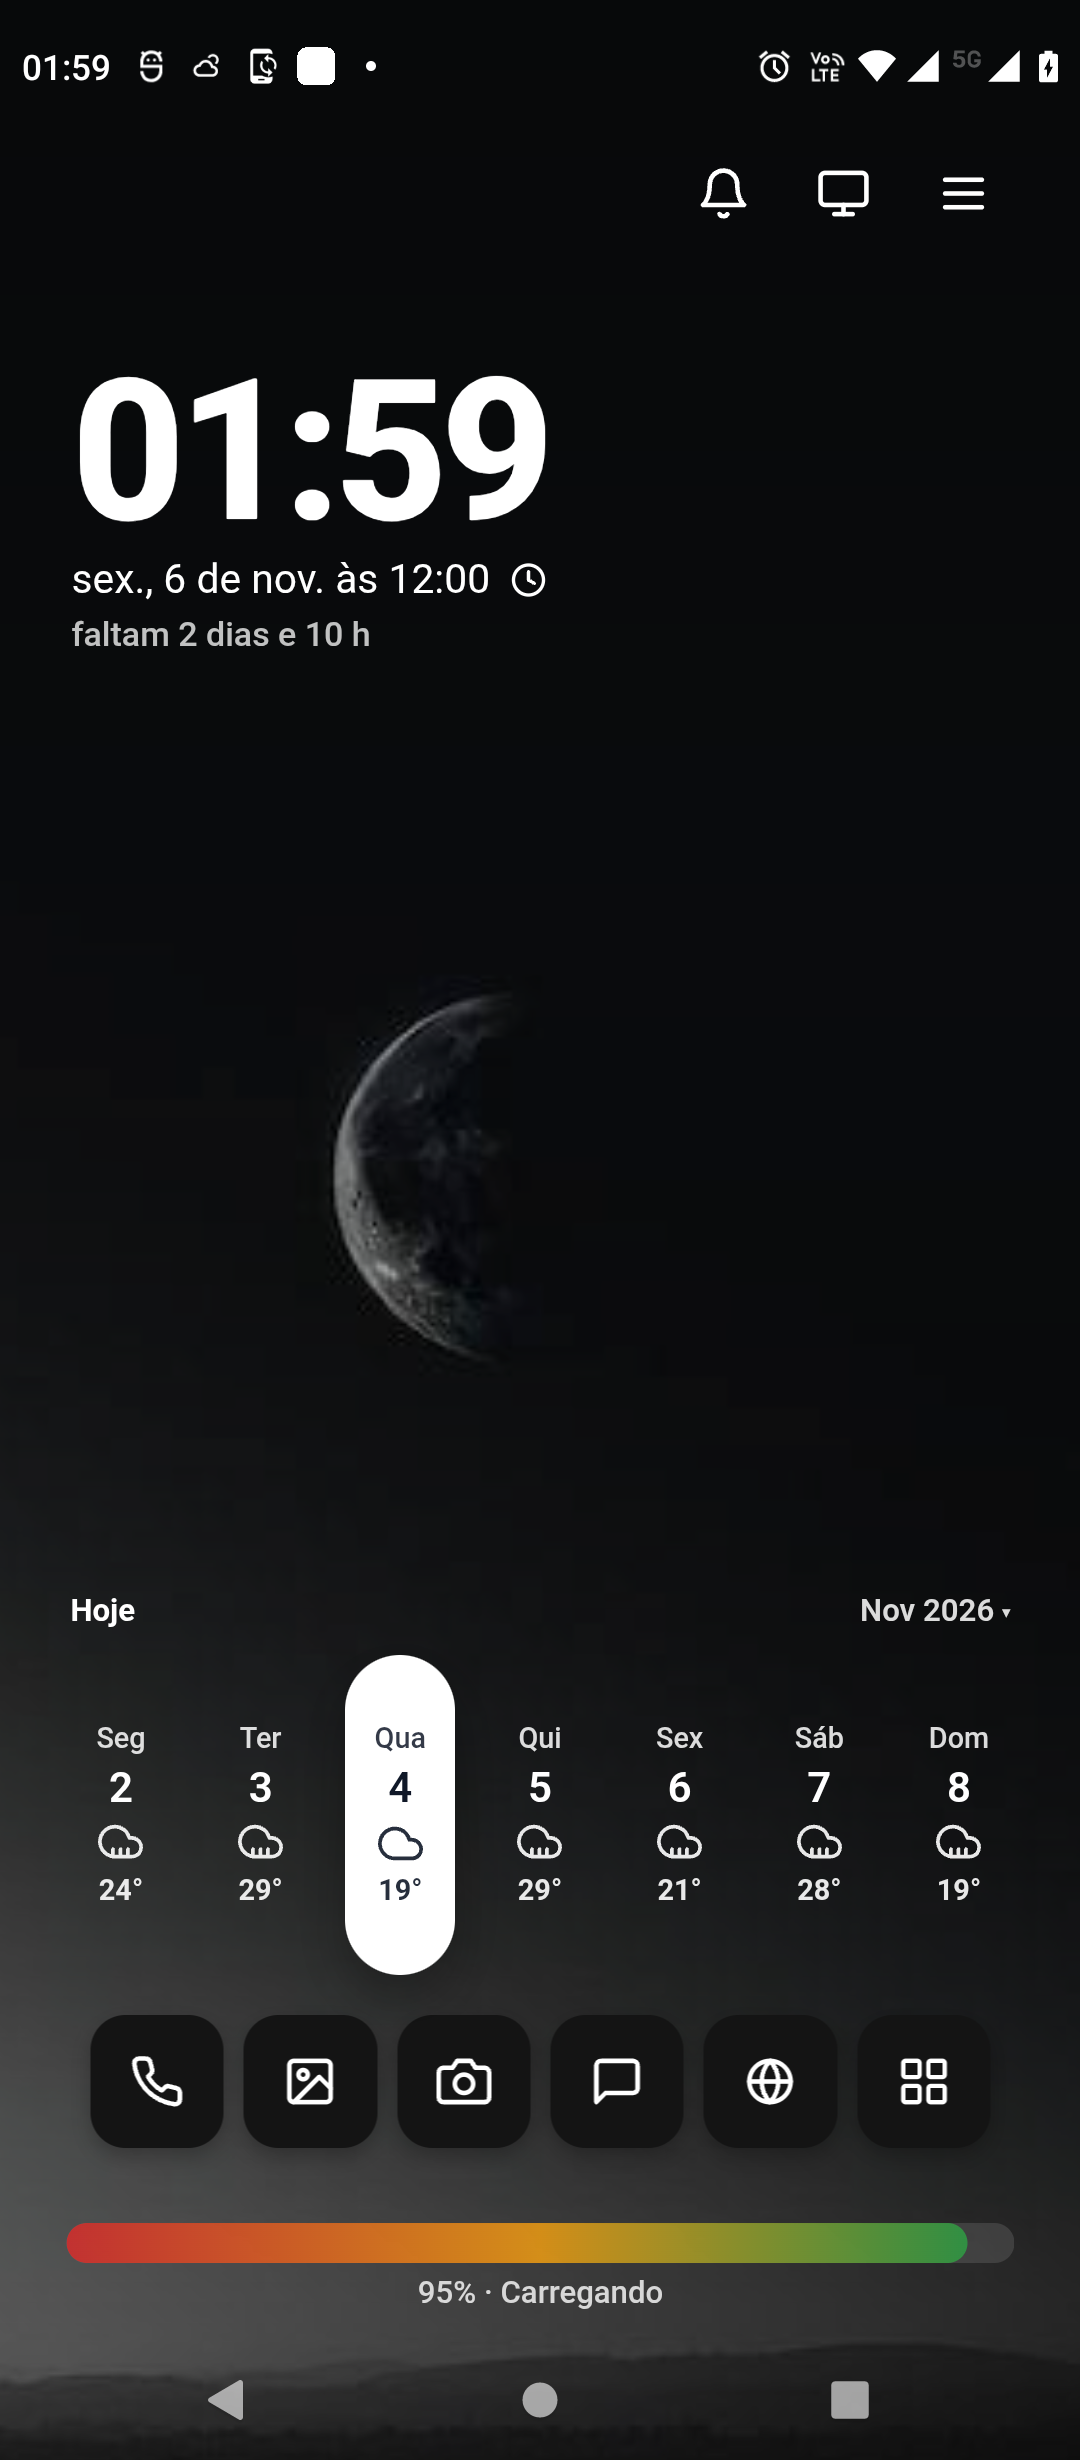 01:59 VoLTE 5G
01:59
sex., 6 de nov. às 12:00
faltam 2 dias e 10 h
Hoje Nov 2026 ▾
Seg Ter Qua Qui Sex Sáb Dom
2 3 4 5 6 7 8
24° 29° 19° 29° 21° 28° 19°
95% · Carregando